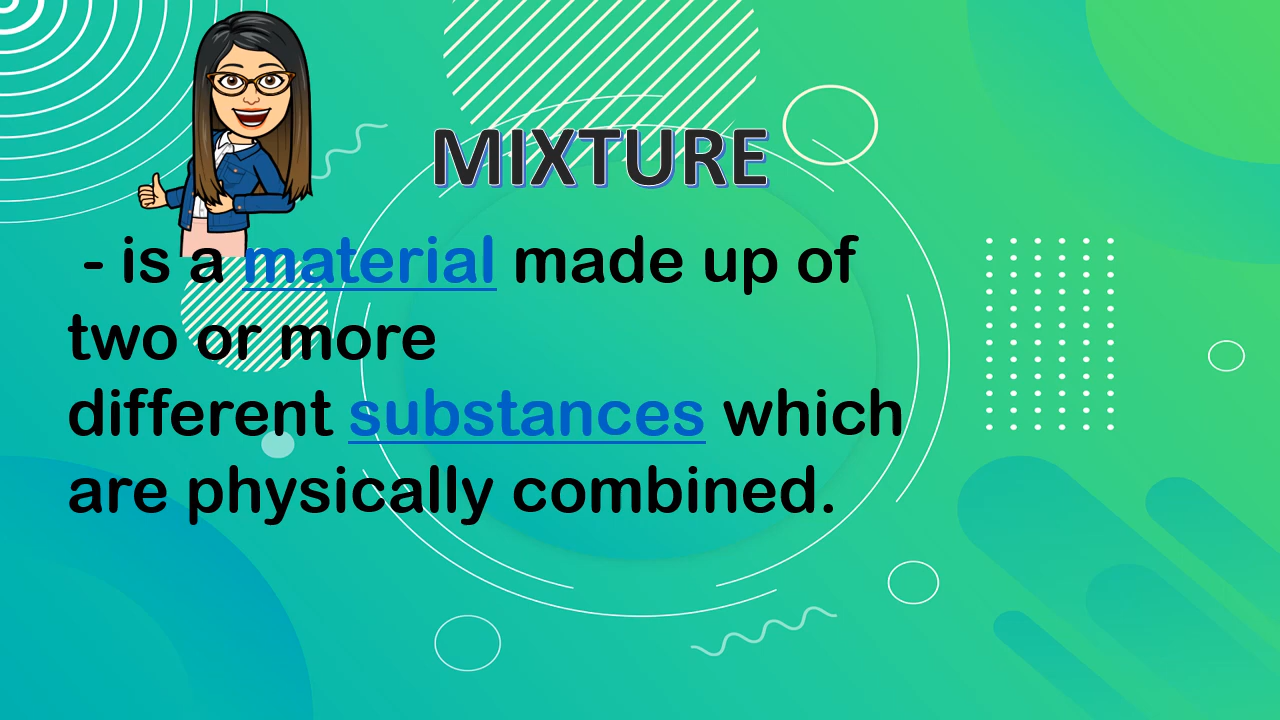 MIXTURE
- is a material made up of
two or more
different substances which
are physically combined.